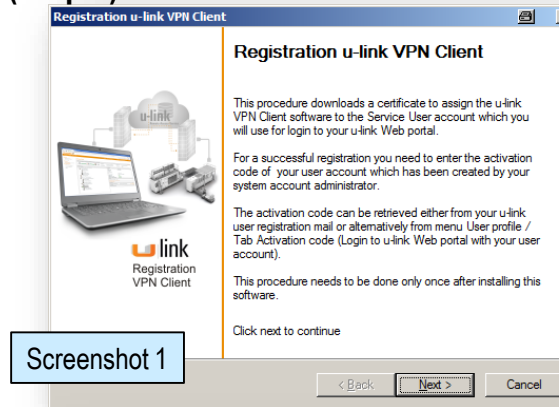 Registration u-link VPN Client
Registration u-link VPN Client
u-link
This procedure downloads a certificate to assign the u-link
VPN Client software to the Service User account which you
will use for login to your u-link Web portal.
For a successful registration you need to enter the activation
code of your user account which has been created by your
system account administrator.
The activation code can be retrieved either from your u-link
user registration mail or alternatively from menu User profile /
Tab Activation code (Login to u-link Web portal with your user
account).
This procedure needs to be done only once after installing this
software.
Click next to continue
u link
Registration
VPN Client
Screenshot 1
< Back
Next >
Cancel